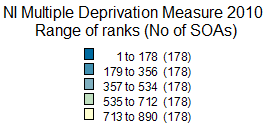 NI Multiple Deprivation Measure 2010
Range of ranks (No of SOAs)
1 to 178 (178)
179 to 356 (178)
357 to 534 (178)
535 to 712 (178)
713 to 890 (178)